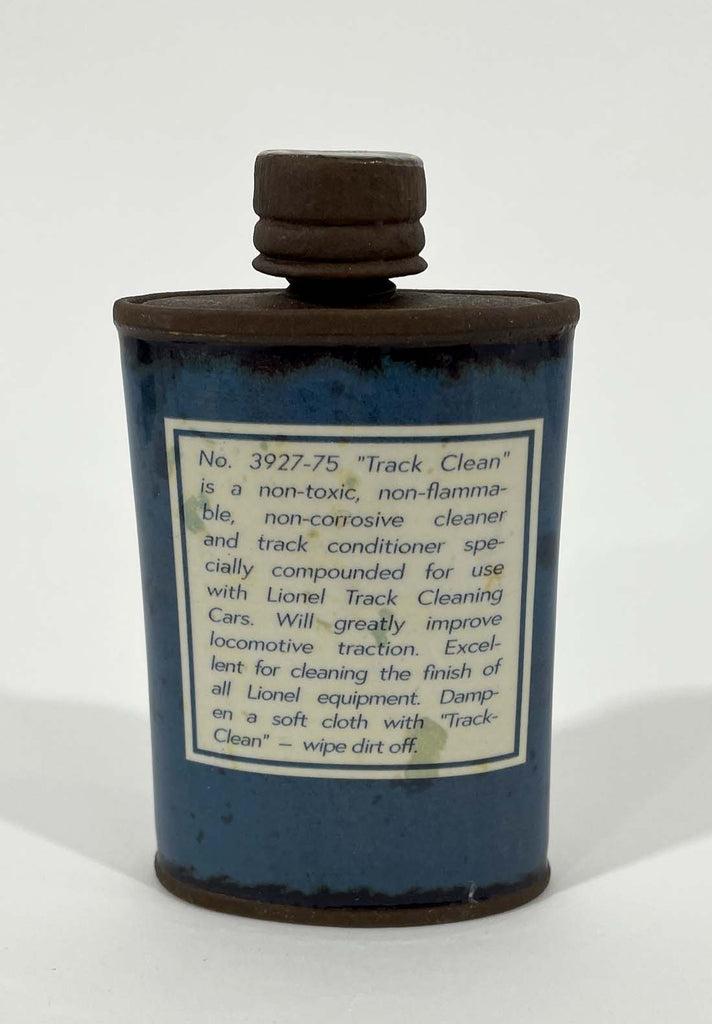 No. 3927-75 "Track Clean"
is a non-toxic, non-flamma-
ble, non-corrosive cleaner
and track conditioner spe-
cially compounded for use
with Lionel Track Cleaning
Cars. Will greatly improve
locomotive traction. Excel-
lent for cleaning the finish of
all Lionel equipment. Damp-
en a soft cloth with "Track-
Clean" — wipe dirt off.